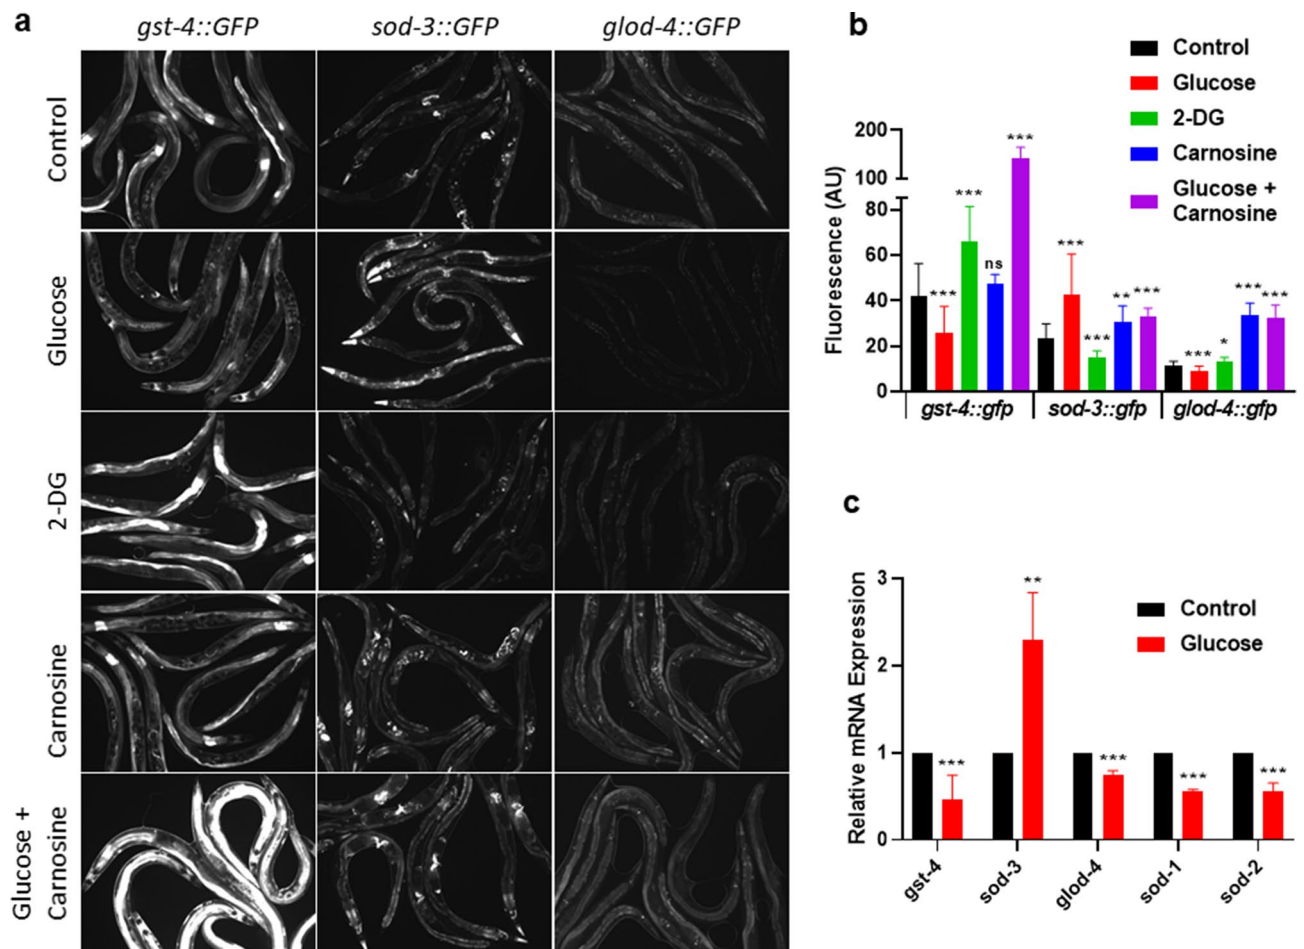 a
gst-4::GFP sod-3::GFP glod-4::GFP
Control
Glucose
2-DG
Carnosine
Glucose +
Carnosine
b
Control
Glucose
2-DG
Carnosine
Glucose +
Carnosine
Fluorescence (AU)
200
100
80
60
40
20
0
*** *** ns ***
*** *** ** ***
*** * *** ***
gst-4::gfp sod-3::gfp glod-4::gfp
c
Control
Glucose
Relative mRNA Expression
3
2
1
0
*** ** *** *** ***
gst-4 sod-3 glod-4 sod-1 sod-2